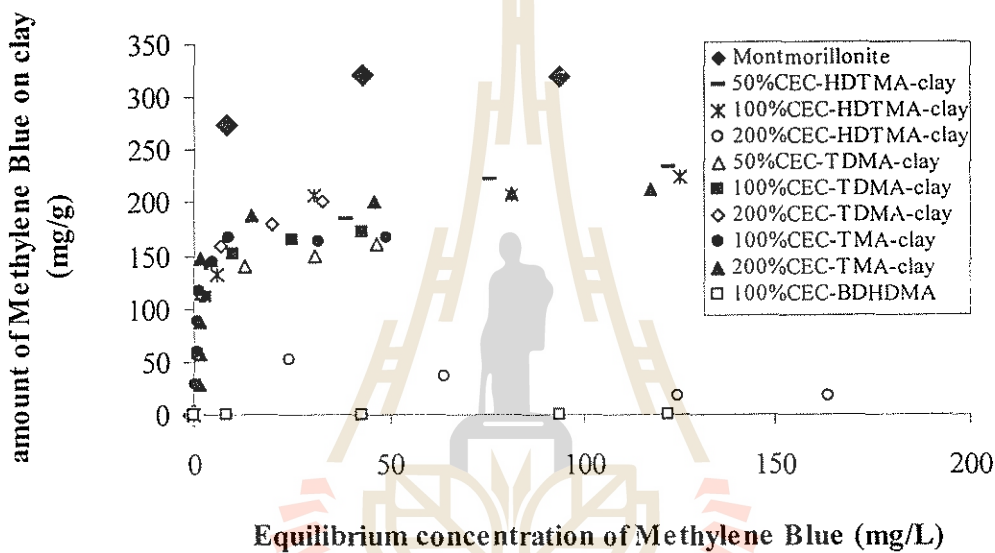 amount of Methylene Blue on clay
(mg/g)
350
300
250
200
150
100
50
0
0
50
100
150
200
Equilibrium concentration of Methylene Blue (mg/L)
Montmorillonite
50%CEC-HDTMA-clay
100%CEC-HDTMA-clay
200%CEC-HDTMA-clay
50%CEC-TDMA-clay
100%CEC-TDMA-clay
200%CEC-TDMA-clay
100%CEC-TMA-clay
200%CEC-TMA-clay
100%CEC-BDHDMA